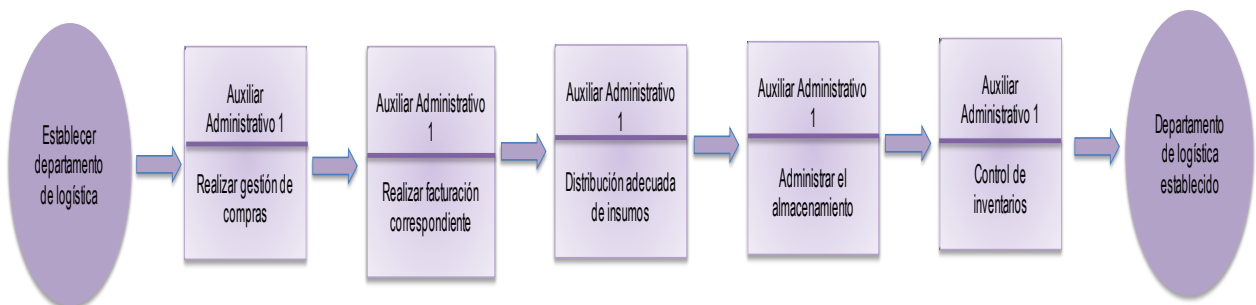 Establecer
departamento
de logística
Auxiliar
Administrativo 1
Realizar gestión de
compras
Auxiliar Administrativo
1
Realizar facturación
correspondiente
Auxiliar Administrativo
1
Distribución adecuada
de insumos
Auxiliar Administrativo
1
Administrar el
almacenamiento
Auxiliar
Administrativo 1
Control de
inventarios
Departamento
de logística
establecido